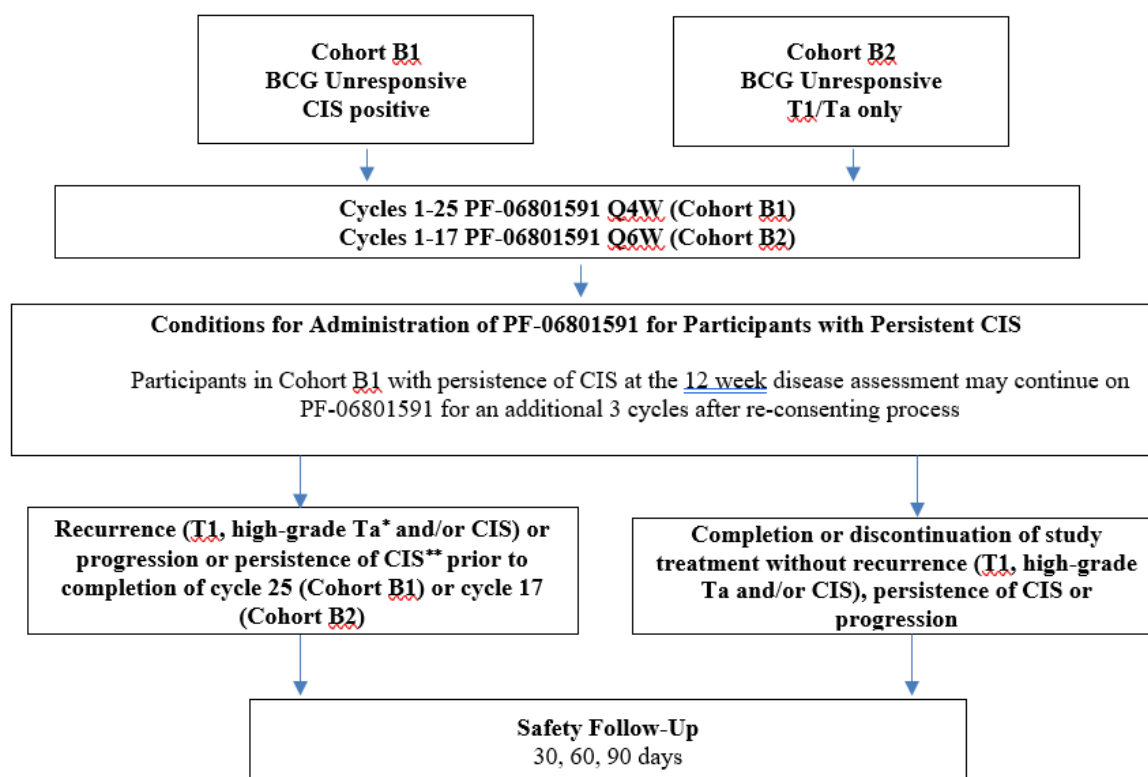 Cohort B1
BCG Unresponsive
CIS positive
Cohort B2
BCG Unresponsive
T1/Ta only
Cycles 1-25 PF-06801591 Q4W (Cohort B1)
Cycles 1-17 PF-06801591 Q6W (Cohort B2)
Conditions for Administration of PF-06801591 for Participants with Persistent CIS
Participants in Cohort B1 with persistence of CIS at the 12 week disease assessment may continue on
PF-06801591 for an additional 3 cycles after re-consenting process
Recurrence (T1, high-grade Ta* and/or CIS) or
progression or persistence of CIS** prior to
completion of cycle 25 (Cohort B1) or cycle 17
(Cohort B2)
Completion or discontinuation of study
treatment without recurrence (T1, high-grade
Ta and/or CIS), persistence of CIS or
progression
Safety Follow-Up
30, 60, 90 days